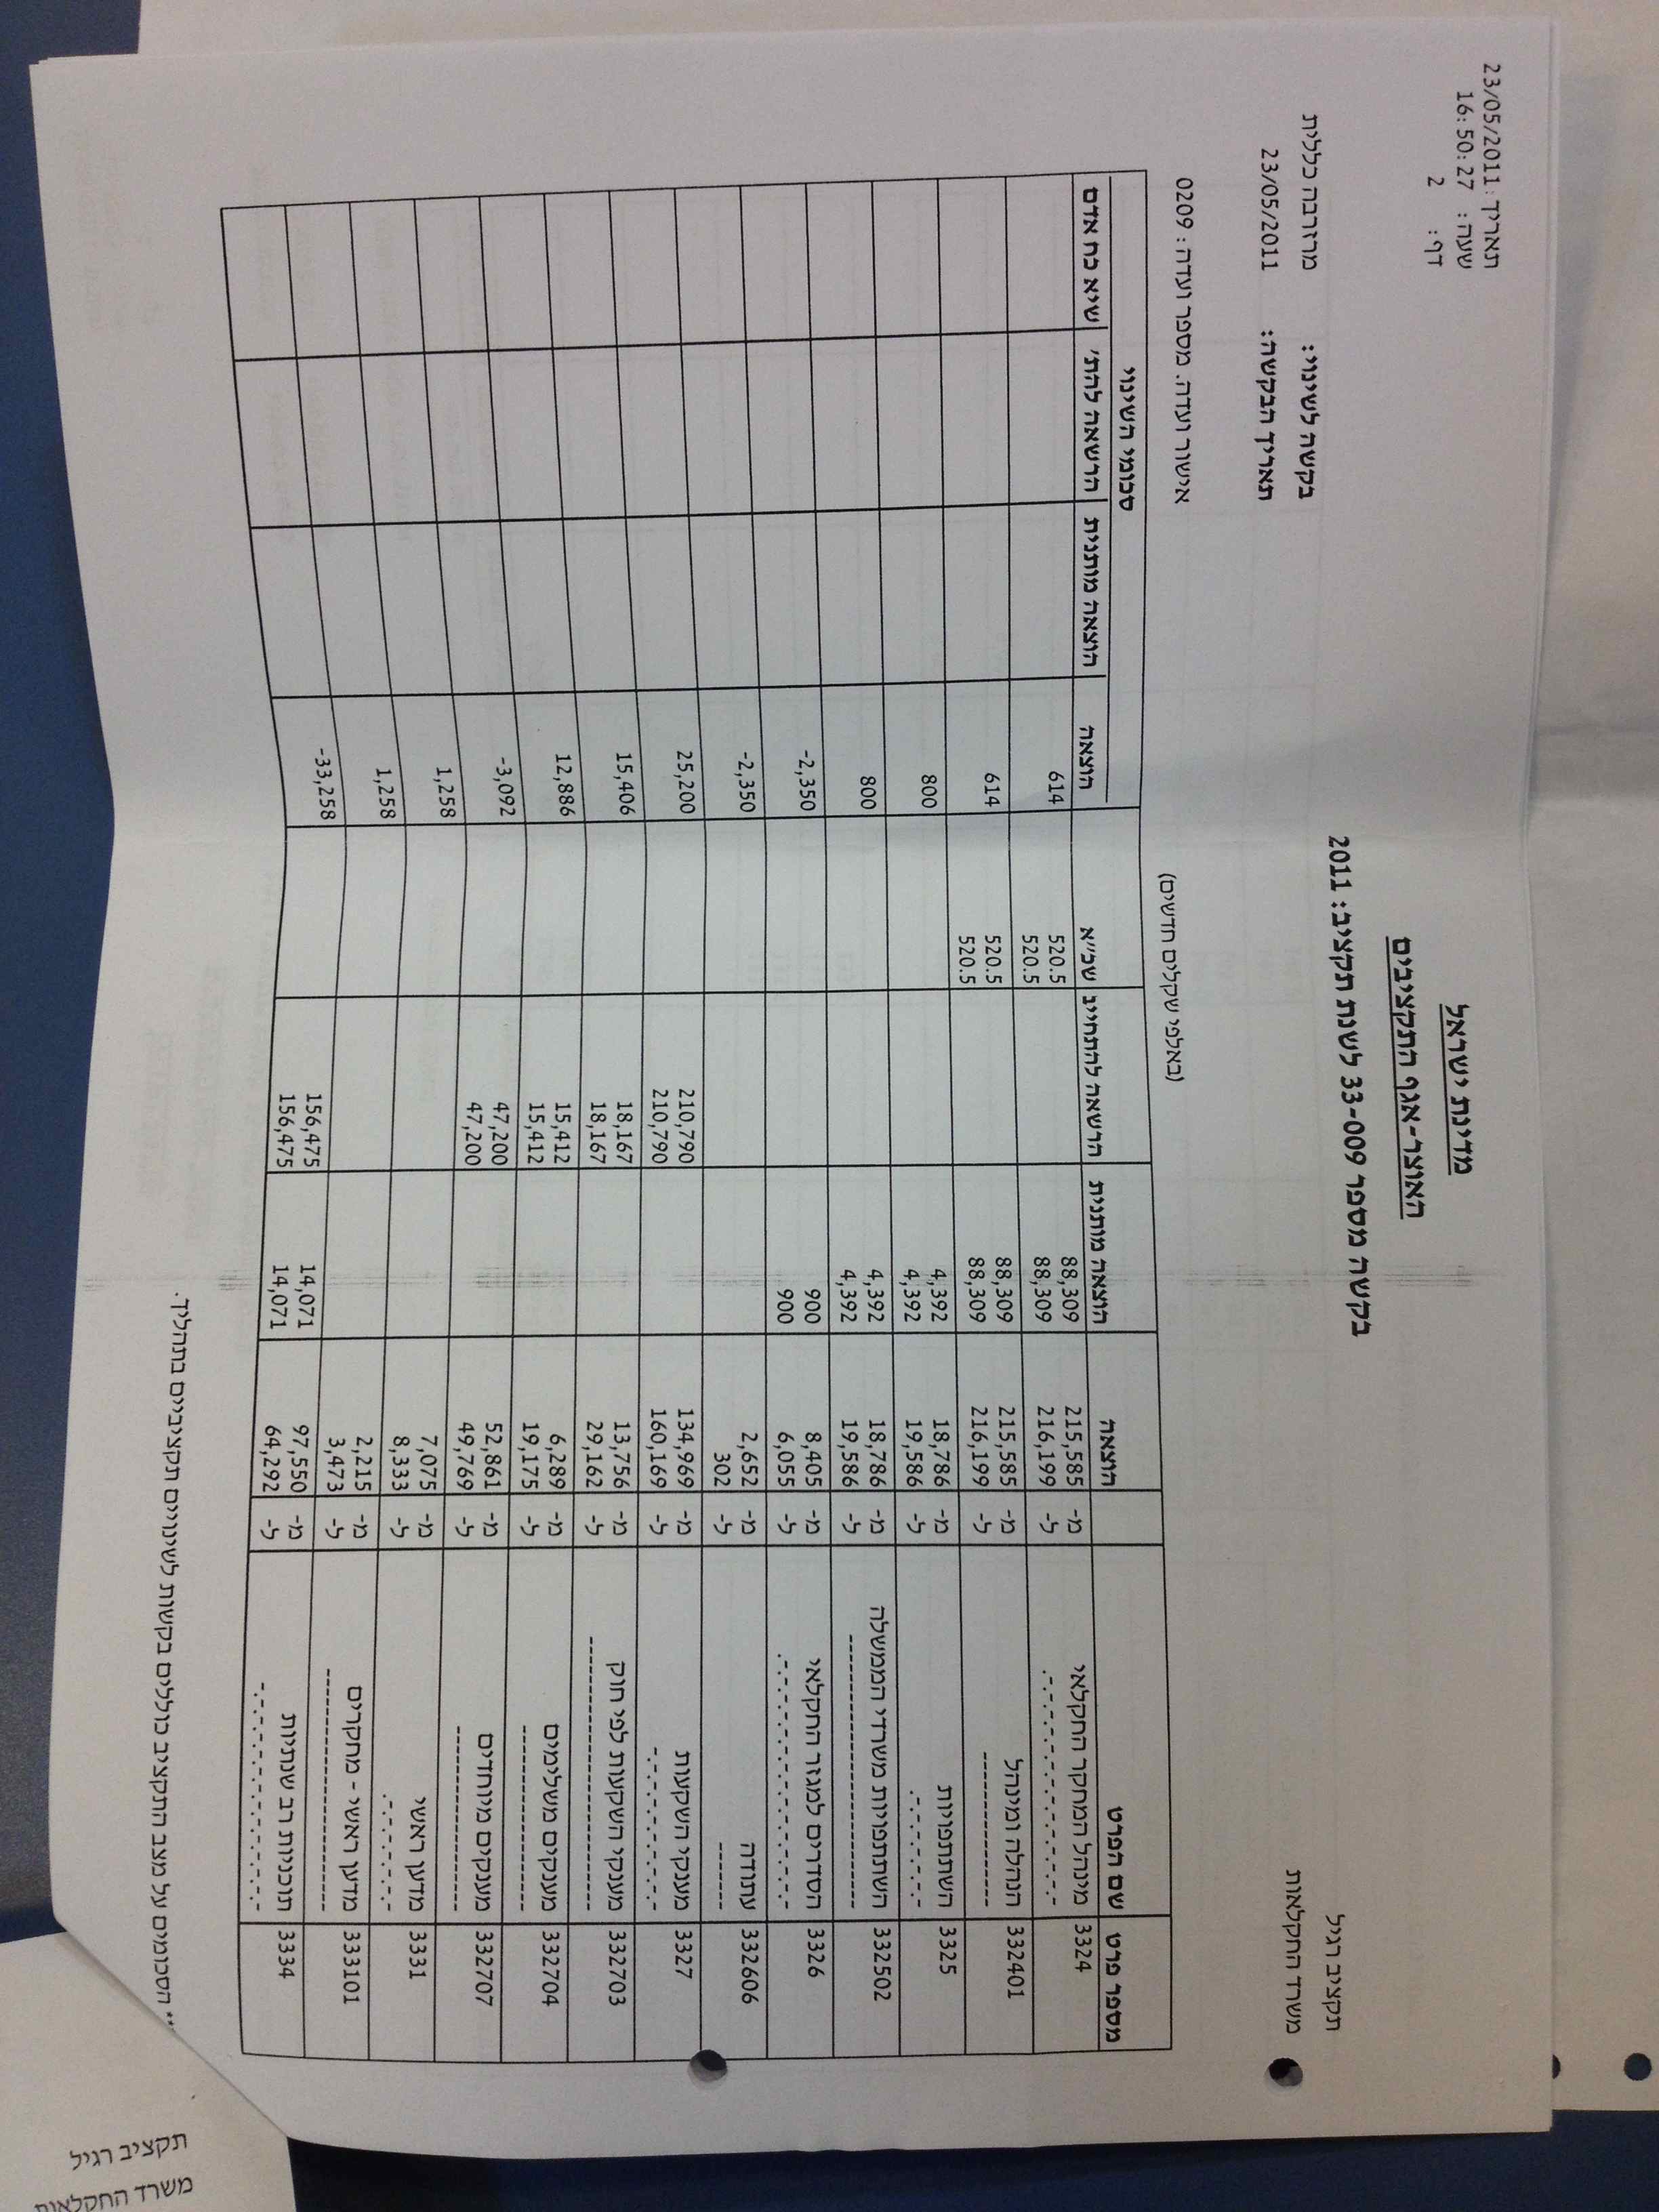 תאריך: 23/05/2011
שעה: 16:50:27
דף: 2
מדינת ישראל
האוצר-אגף התקציבים
בקשה מספר 33-009 לשנת תקציב: 2011
תקציב רגיל
משרד החקלאות
בקשה לשינוי: מרזרבה כללית
תאריך הבקשה: 23/05/2011
(באלפי שקלים חדשים)
אישור ועדה. מספר ועדה: 0209
סכומי השינוי
מספר פרט שם הפרט הוצאה הוצאה מותנית הרשאה להתחייב שכ"א הוצאה הוצאה מותנית הרשאה להת' שיא כח אדם
3324 מינהל המחקר החקלאי מ- 215,585 88,309 520.5 614
-.-.-.-.-.-.-.-.-.-. ל- 216,199 88,309 520.5
332401 הנהלה ומינהל מ- 215,585 88,309 520.5 614
------------- ל- 216,199 88,309 520.5
3325 השתתפויות מ- 18,786 4,392 800
-.-.-.-.-.-. ל- 19,586 4,392
332502 השתתפויות משרדי הממשלה מ- 18,786 4,392 800
----------------------- ל- 19,586 4,392
3326 הסדרים למגזר החקלאי מ- 8,405 900 -2,350
-.-.-.-.-.-.-.-.-.-. ל- 6,055 900
332606 עתודה מ- 2,652 -2,350
------ ל- 302
3327 מענקי השקעות מ- 134,969 210,790 25,200
-.-.-.-.-.-.- ל- 160,169 210,790
332703 מענקי השקעות לפי חוק מ- 13,756 18,167 15,406
--------------------- ל- 29,162 18,167
332704 מענקים משלימים מ- 6,289 15,412 12,886
--------------- ל- 19,175 15,412
332707 מענקים מיוחדים מ- 52,861 47,200 -3,092
--------------- ל- 49,769 47,200
3331 מדען ראשי מ- 7,075 1,258
-.-.-.-.-. ל- 8,333
333101 מדען ראשי - מחקרים מ- 2,215 1,258
------------------- ל- 3,473
3334 תוכניות רב שנתיות מ- 97,550 14,071 156,475 -33,258
-.-.-.-.-.-.-.-.-.- ל- 64,292 14,071 156,475
הסכומים על מצב התקציב כוללים בקשות לשינויים תקציביים בתהליך.
תקציב רגיל
משרד החקלאות